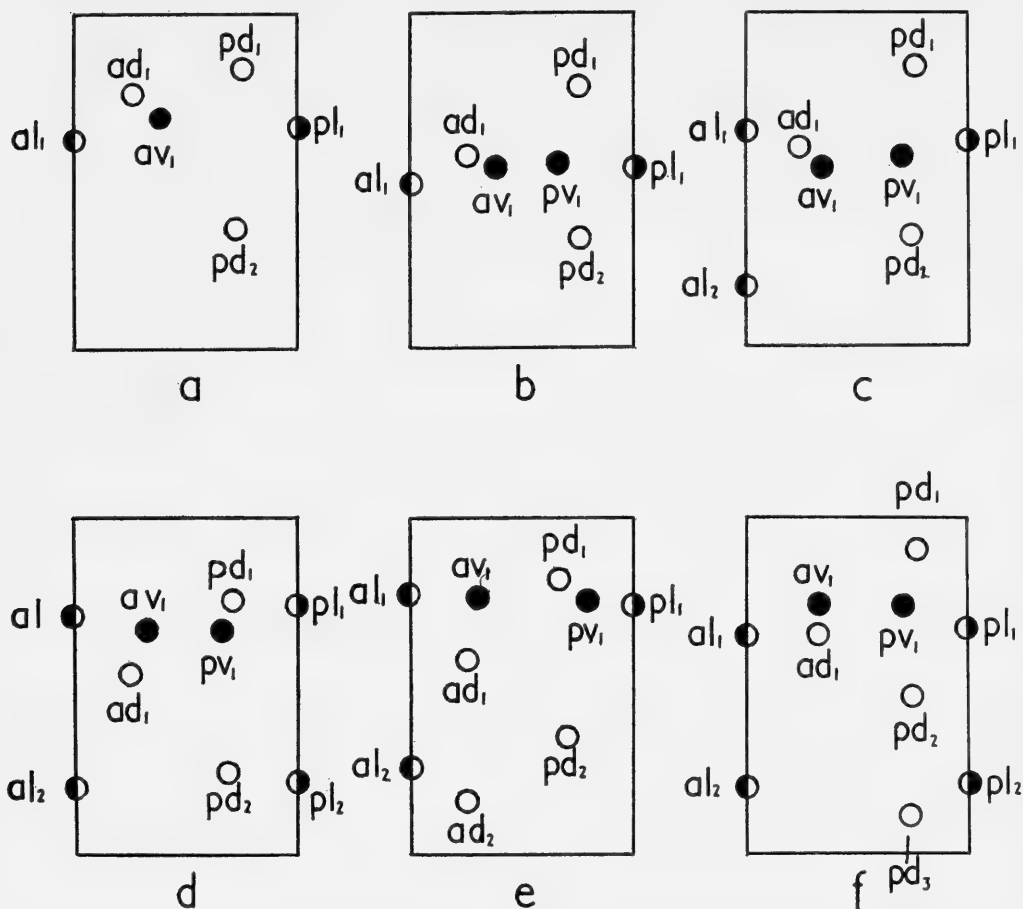 pd₁ pd₁ pd₁
ad₁ ad₁ ad₁
al₁ av₁ pl₁ al₁ av₁ pv₁ pl₁ al₁ av₁ pv₁ pl₁
pd₂ pd₂ al₂ pd₂
a b c
pd₁
av₁ pd₁ av₁ pd₁ av₁
al pv₁ pl₁ al₁ pv₁ pl₁ al₁ ad₁ pv₁ pl₁
ad₁ ad₁ pd₂
al₂ pd₂ pl₂ al₂ pd₂ al₂ pl₂
ad₂
d e f pd₃